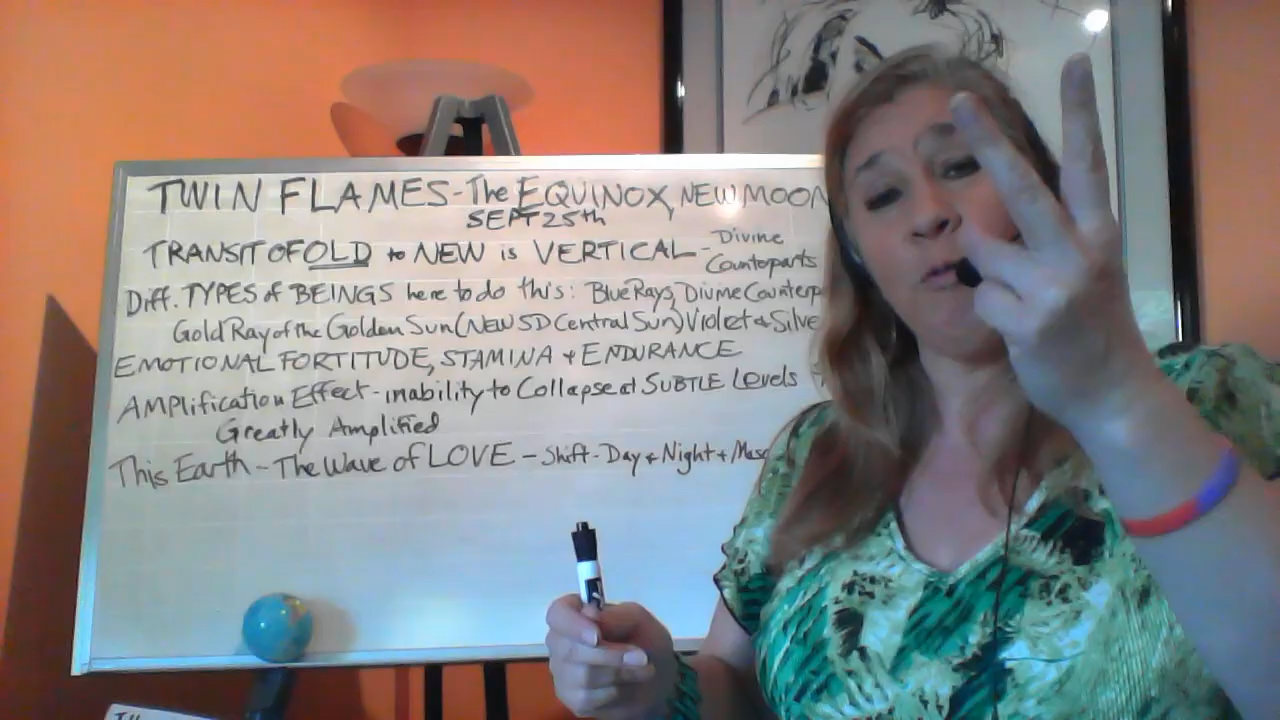 TWIN FLAMES - The EQUINOX, NEW MOON
SEPT 25th
TRANSIT OF OLD to NEW is VERTICAL - Divine Counterparts
Diff. TYPES of BEINGS here to do this: Blue Rays, Divine Counterp
Gold Ray of the Golden Sun (NEW 5D Central Sun) Violet & Silve
EMOTIONAL FORTITUDE, STAMINA + ENDURANCE
AMPlification Effect - inability to Collapse at SUBTLE Levels
Greatly Amplified
This Earth - The Wave of LOVE - Shift - Day + Night + Masc